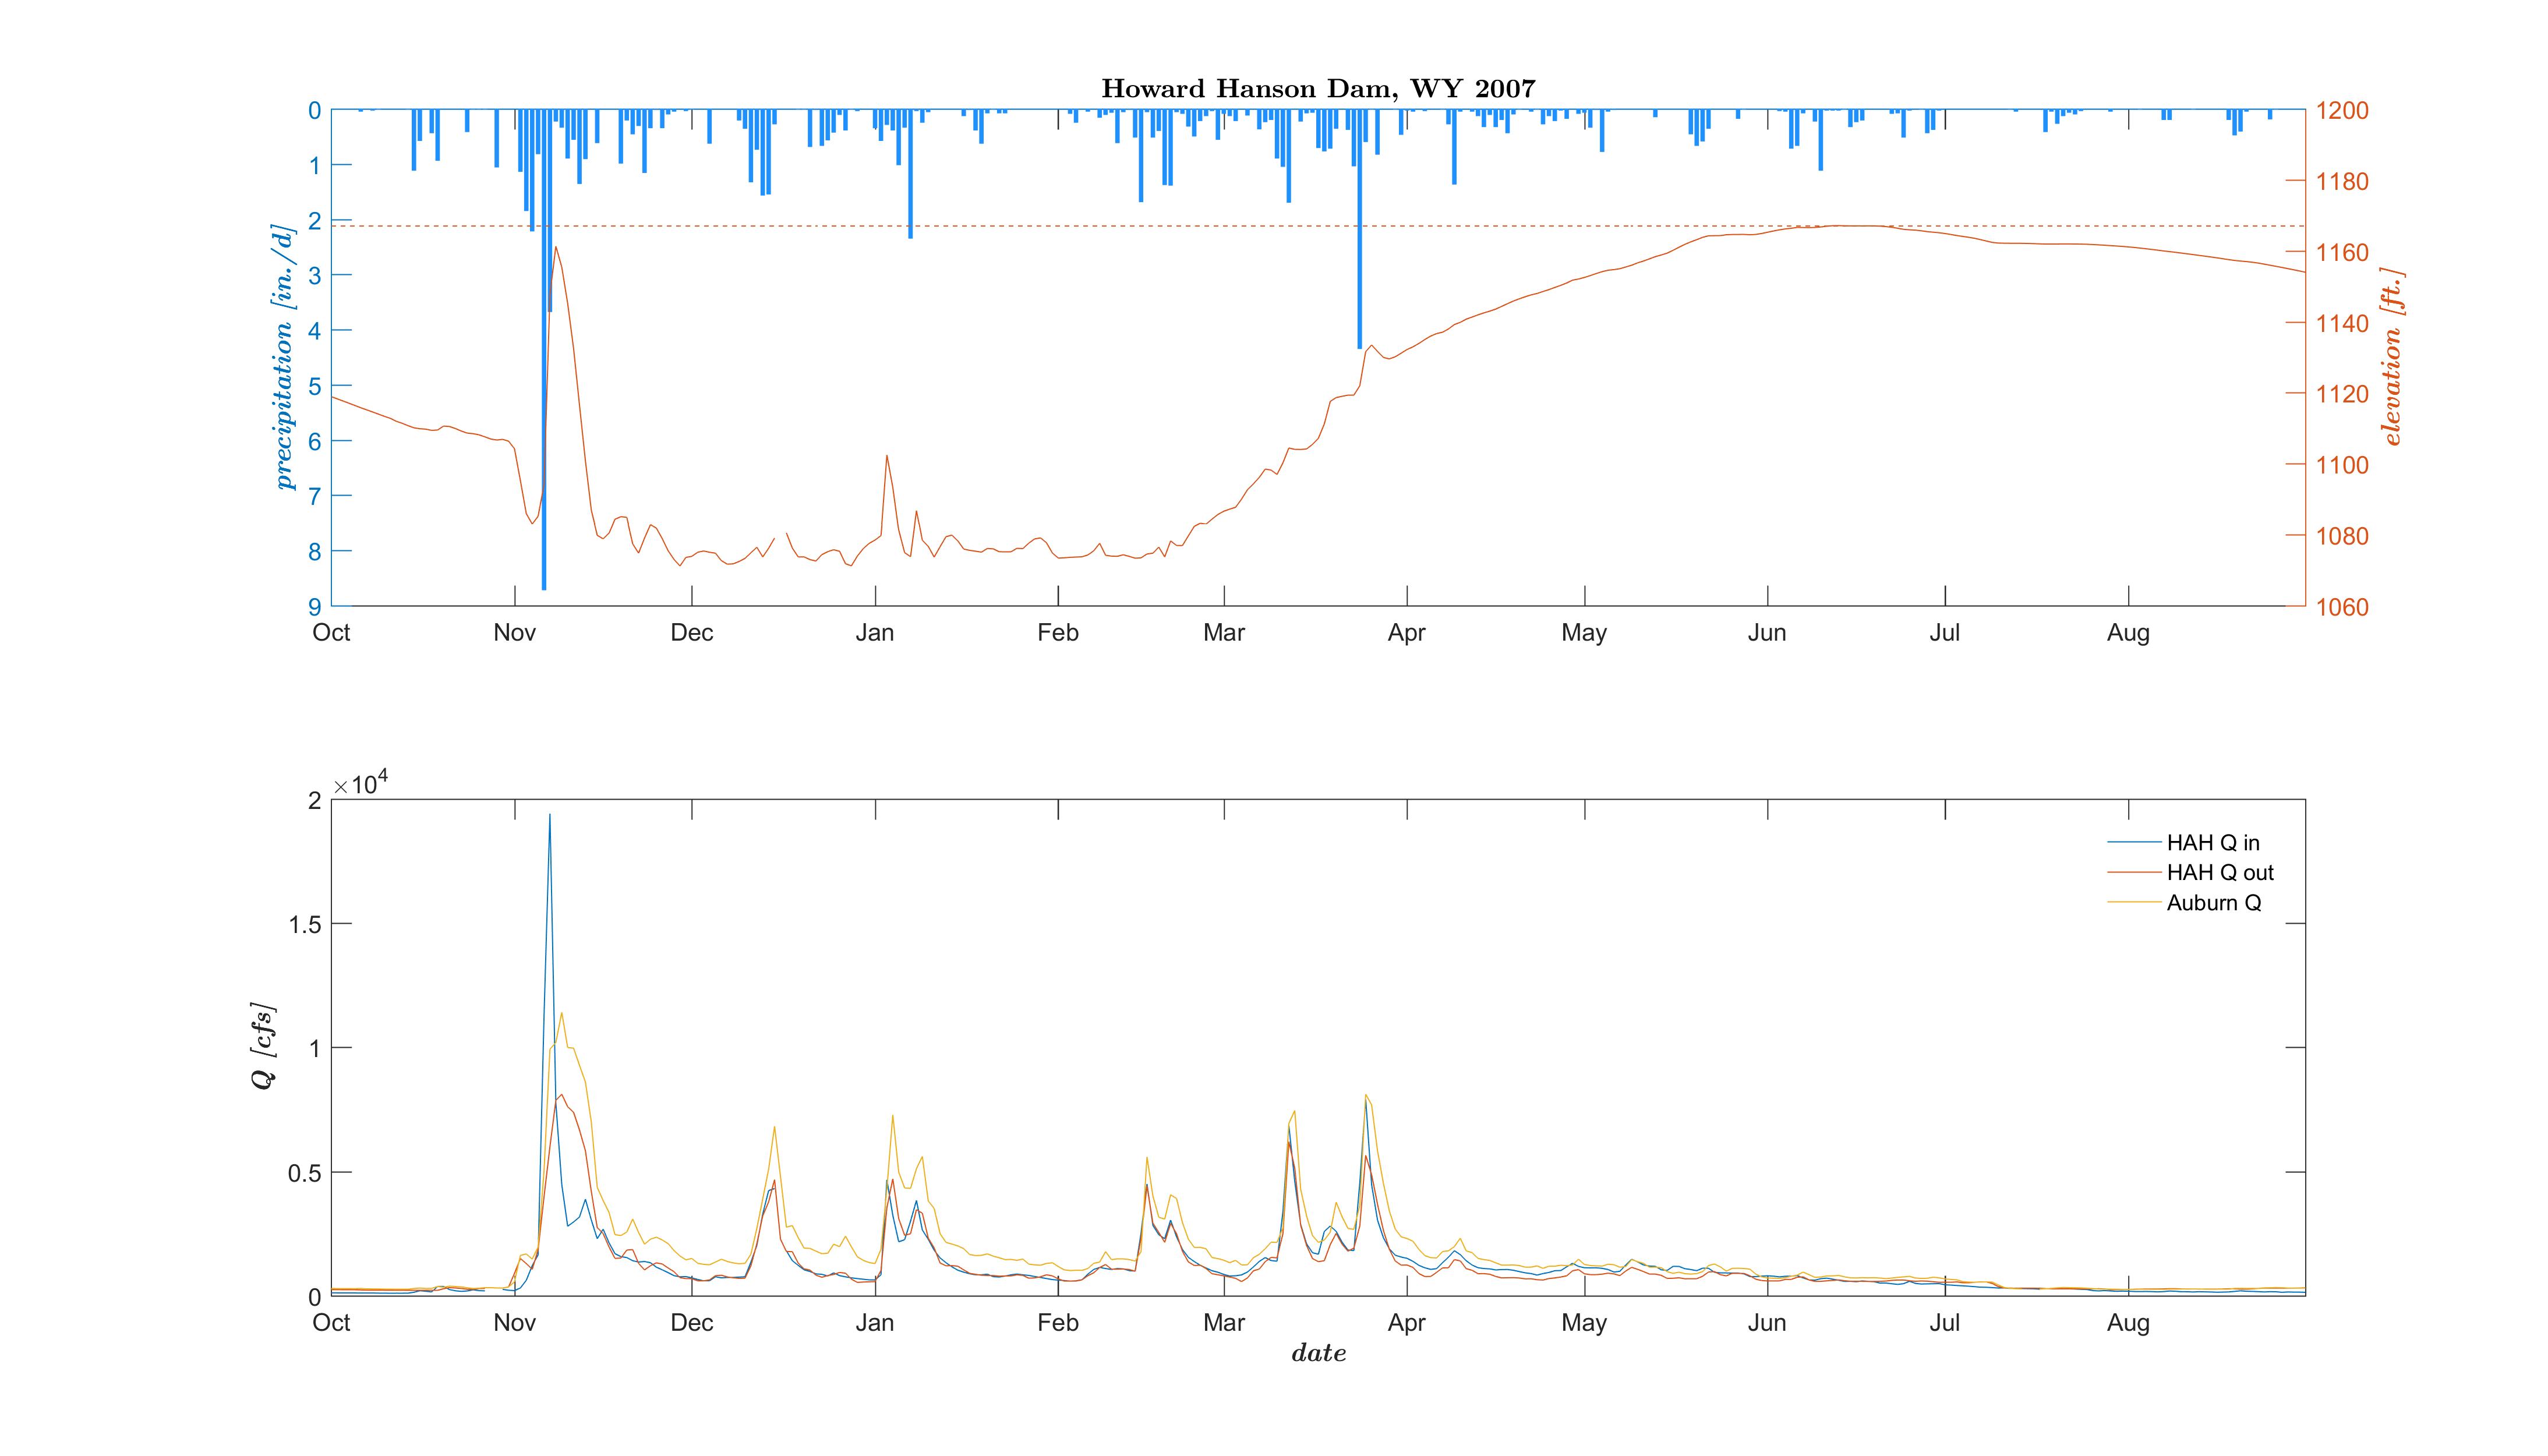 Howard Hanson Dam, WY 2007
0
1
2
3
4
5
6
7
8
9
precipitation [in./d]
1200
1180
1160
1140
1120
1100
1080
1060
elevation [ft.]
Oct Nov Dec Jan Feb Mar Apr May Jun Jul Aug
×10^4
2
1.5
1
0.5
0
Q [cfs]
HAH Q in
HAH Q out
Auburn Q
Oct Nov Dec Jan Feb Mar Apr May Jun Jul Aug
date